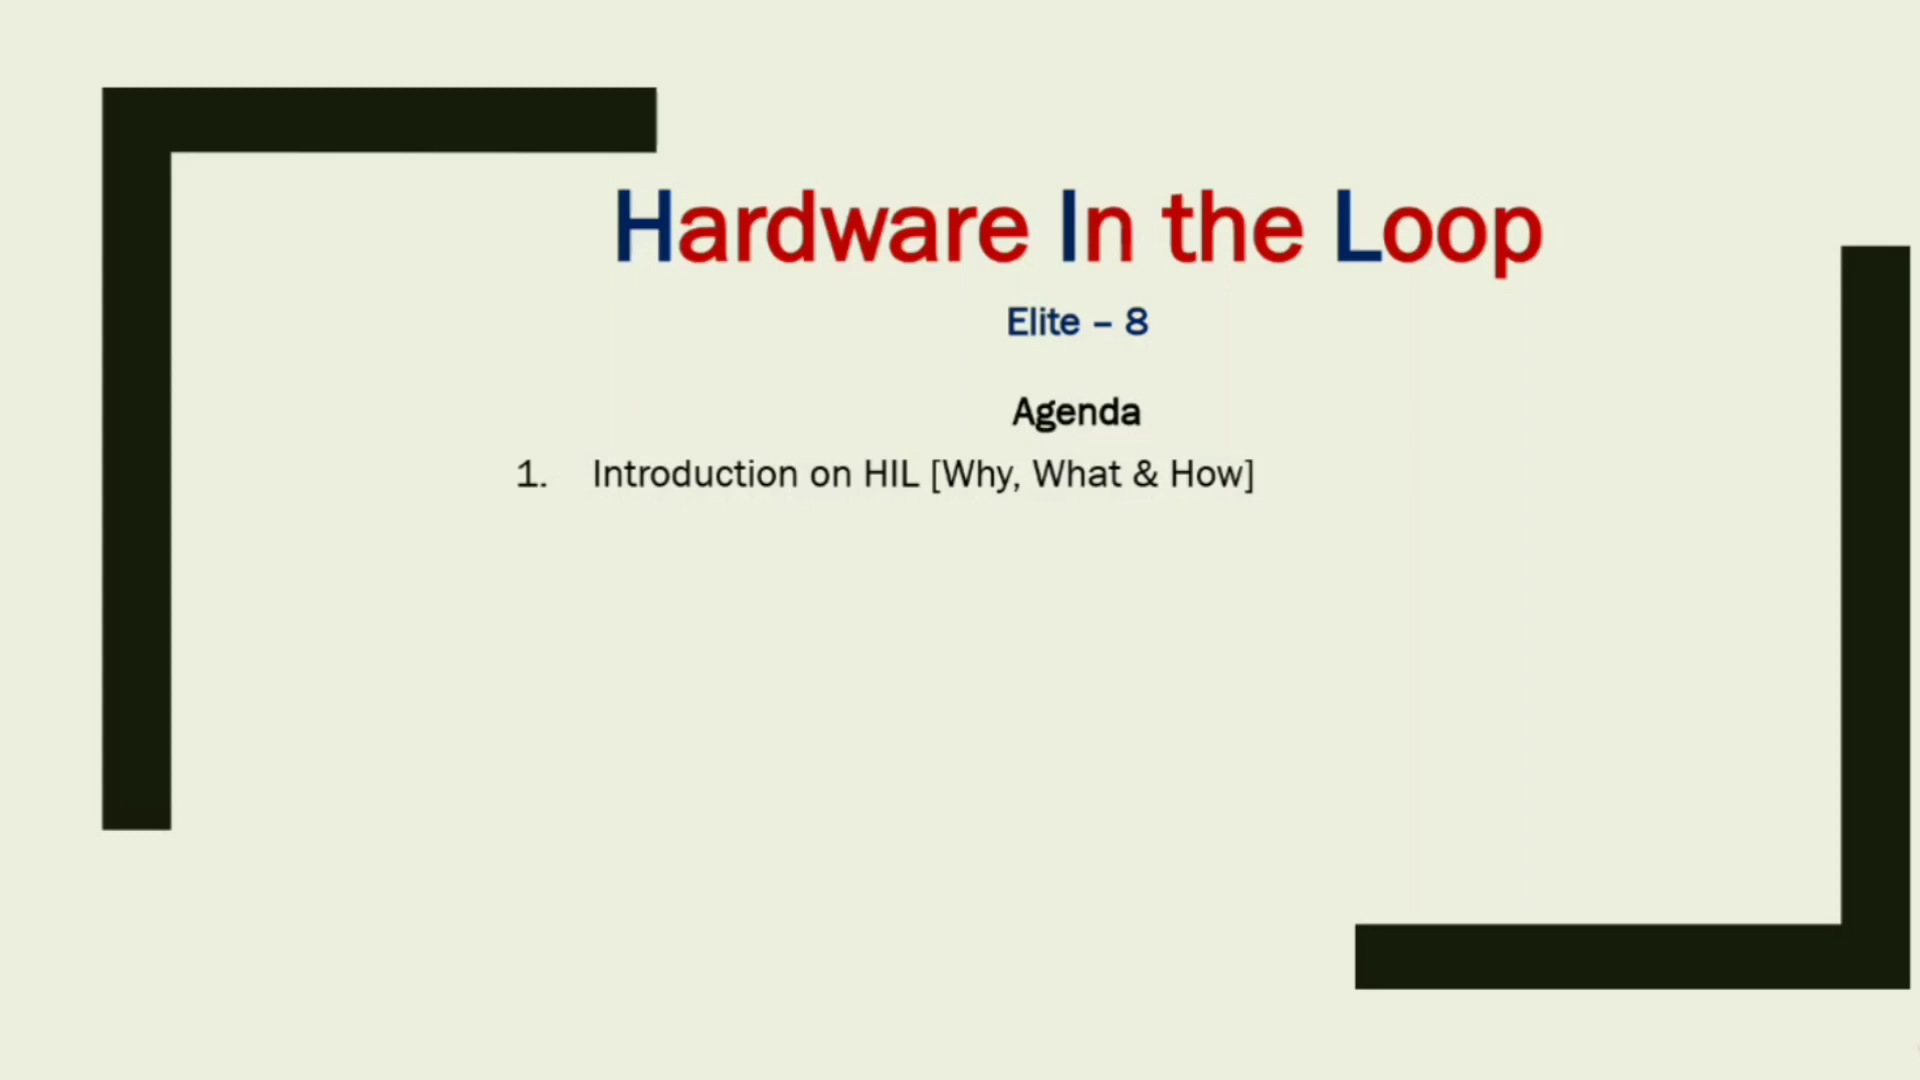 Hardware In the Loop
Elite – 8
Agenda
1. Introduction on HIL [Why, What & How]